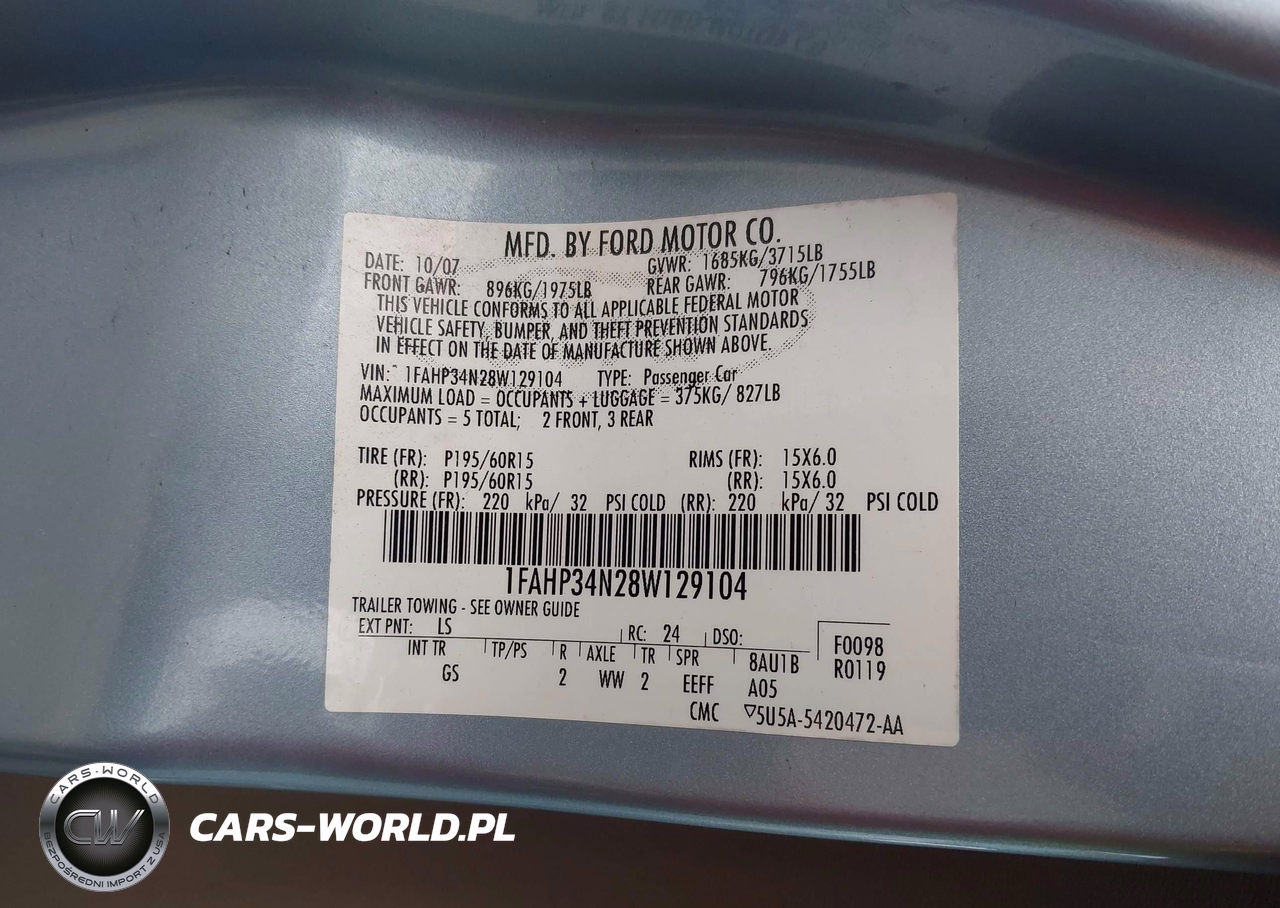 MFD. BY FORD MOTOR CO.
DATE: 10/07 GVWR: 1685KG/3715LB
FRONT GAWR: 896KG/1975LB REAR GAWR: 796KG/1755LB
THIS VEHICLE CONFORMS TO ALL APPLICABLE FEDERAL MOTOR
VEHICLE SAFETY, BUMPER, AND THEFT PREVENTION STANDARDS
IN EFFECT ON THE DATE OF MANUFACTURE SHOWN ABOVE.
VIN: 1FAHP34N28W129104 TYPE: Passenger Car
MAXIMUM LOAD = OCCUPANTS + LUGGAGE = 375KG/ 827LB
OCCUPANTS = 5 TOTAL; 2 FRONT, 3 REAR
TIRE (FR): P195/60R15 RIMS (FR): 15X6.0
(RR): P195/60R15 (RR): 15X6.0
PRESSURE (FR): 220 kPa/ 32 PSI COLD (RR): 220 kPa/ 32 PSI COLD
1FAHP34N28W129104
TRAILER TOWING - SEE OWNER GUIDE
EXT PNT: LS RC: 24 DSO: F0098
INT TR TP/PS R AXLE TR SPR 8AU1B R0119
GS 2 WW 2 EEFF A05
CMC ▽5U5A-5420472-AA
CARS-WORLD
CW
BEZPOŚREDNI IMPORT Z USA
CARS-WORLD.PL